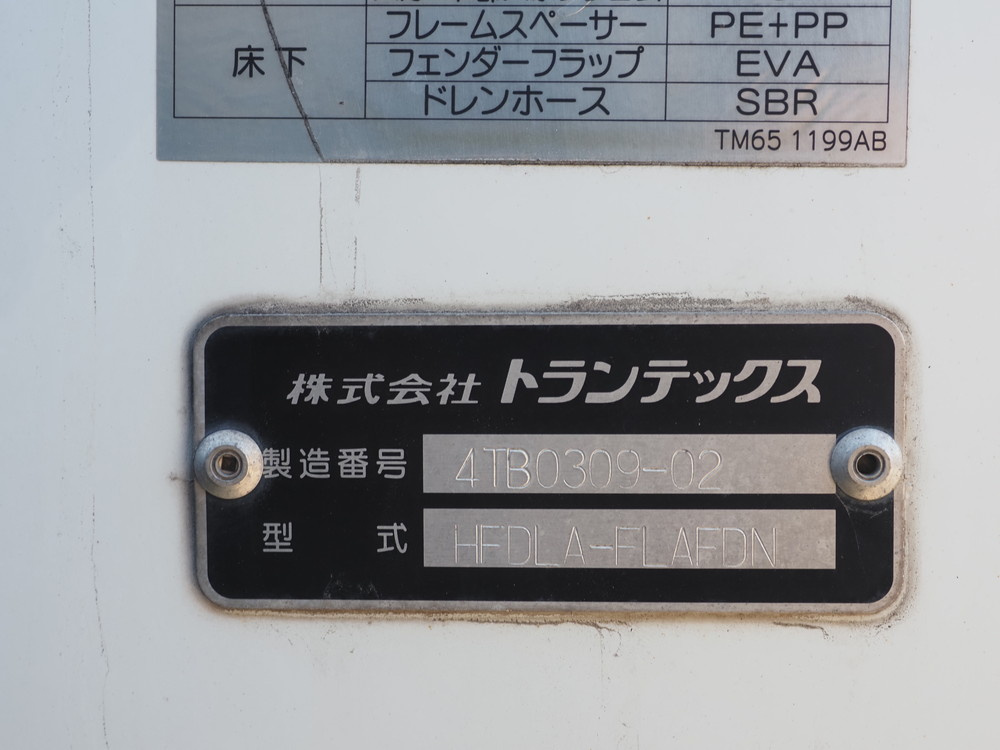 フレームスペーサー PE+PP
床下 フェンダーフラップ EVA
ドレンホース SBR
TM65 1199AB
株式会社 トランテックス
製造番号 4TB0309-02
型式 HFDLA-FLAFDN